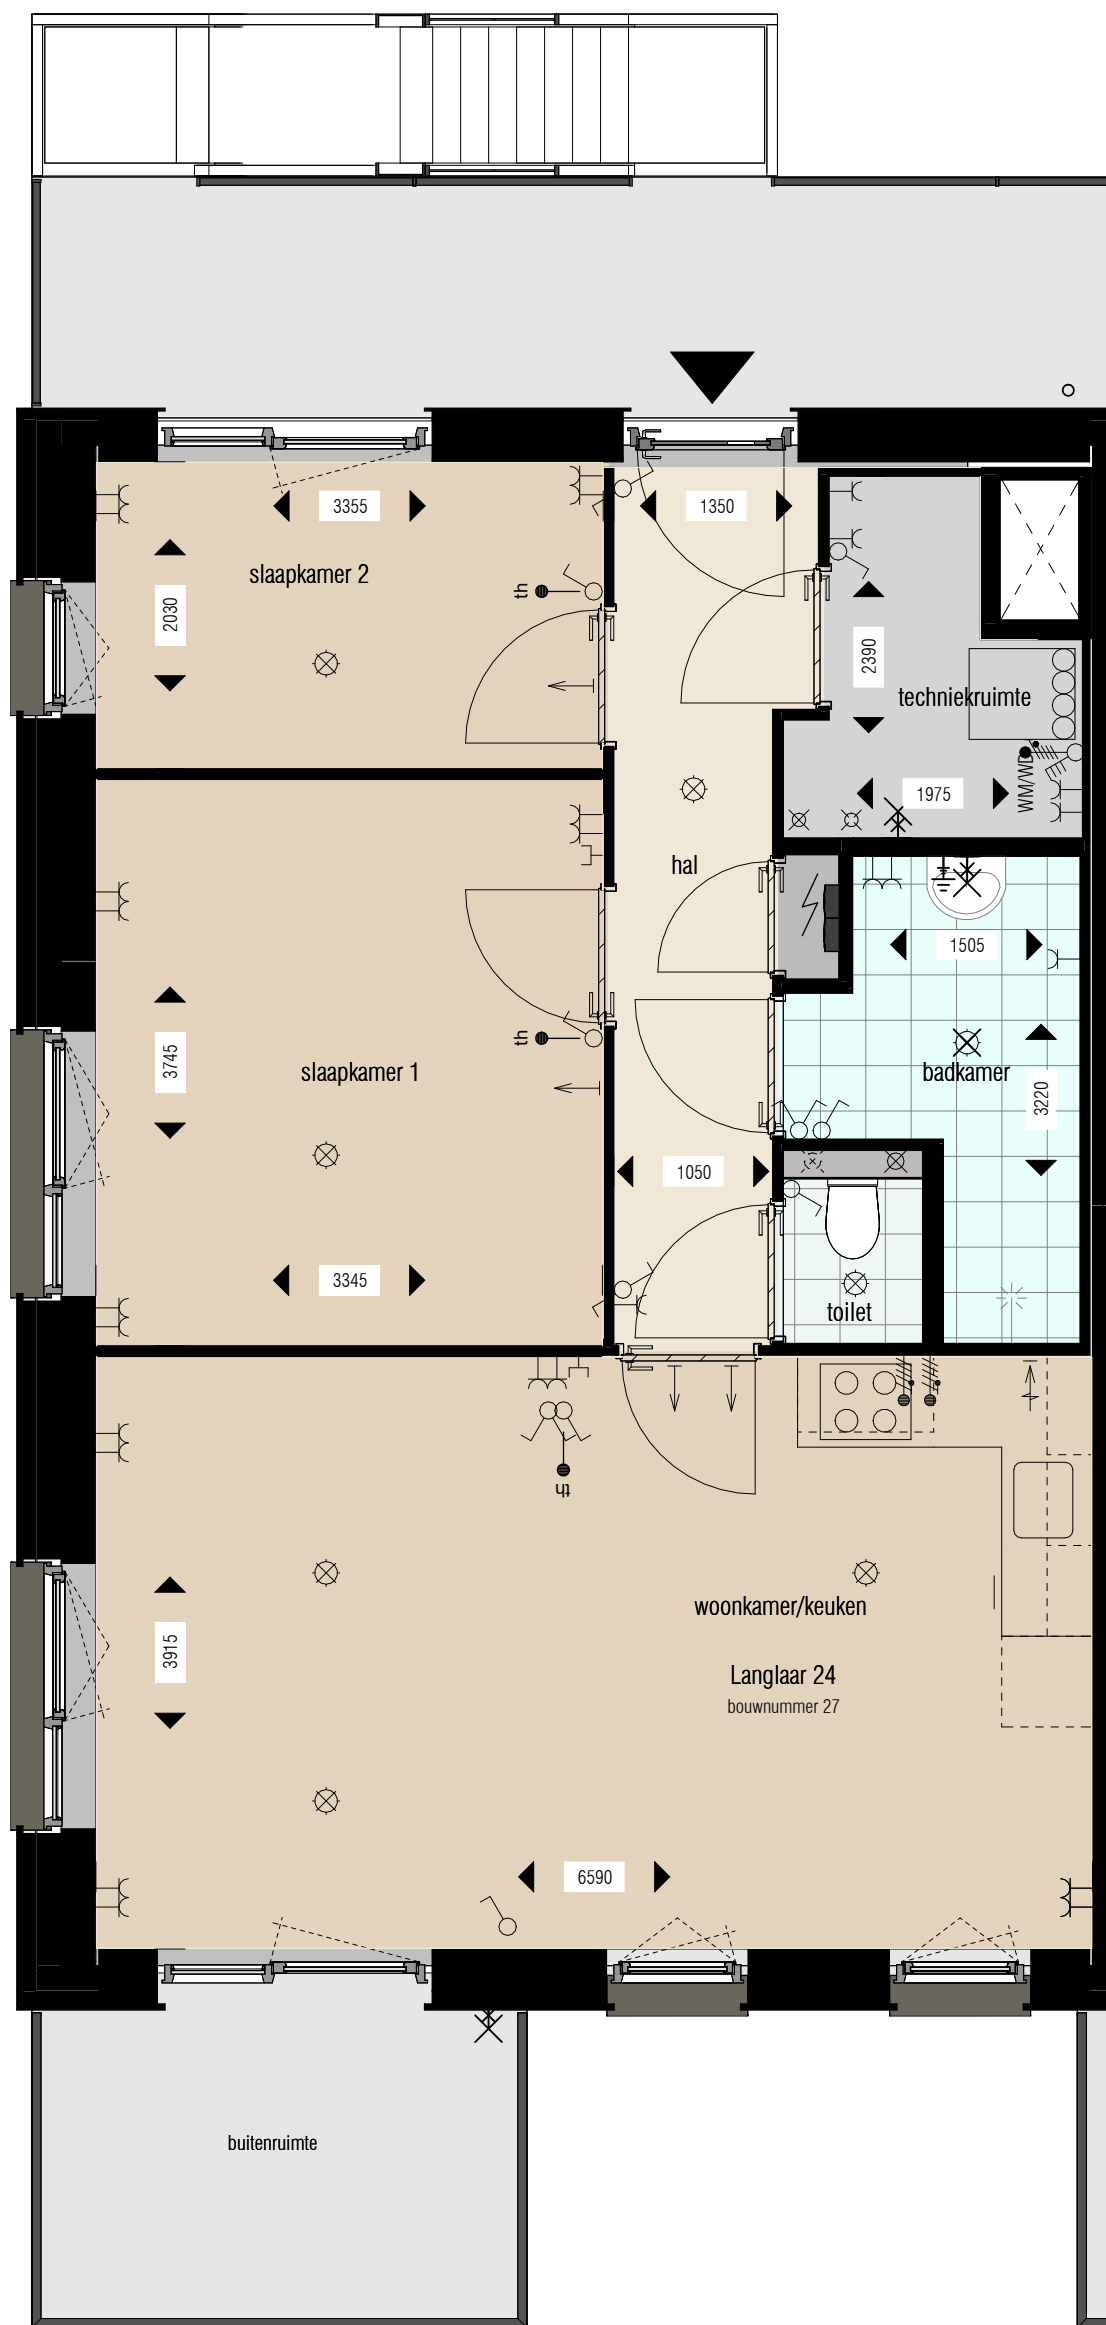 3355
1350
slaapkamer 2
th
2030
2390
techniekruimte
WM/WD
1975
hal
1505
th
3745
slaapkamer 1
badkamer
3220
1050
3345
toilet
th
woonkamer/keuken
3915
Langlaar 24
bouwnummer 27
6590
buitenruimte